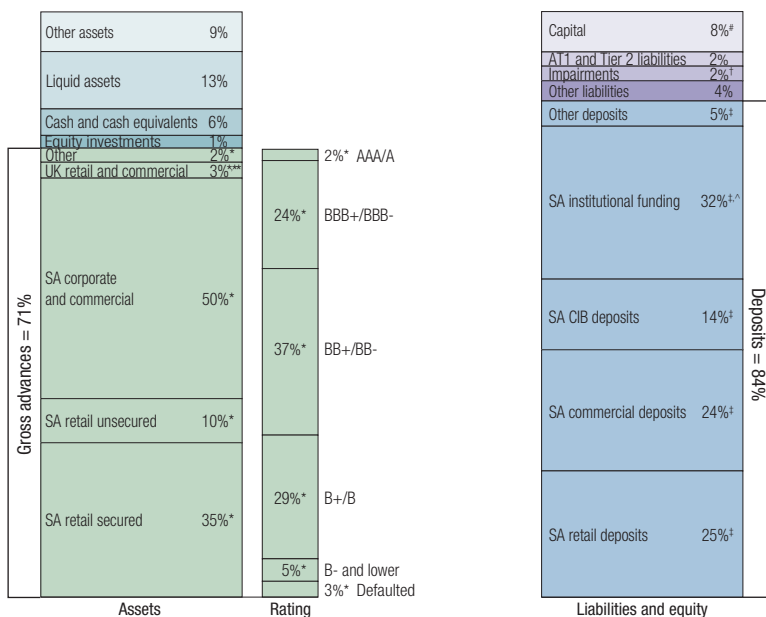 Other assets 9%
Liquid assets 13%
Cash and cash equivalents 6%
Equity investments 1%
Other 2%*
UK retail and commercial 3%*,**
SA corporate
and commercial 50%*
SA retail unsecured 10%*
SA retail secured 35%*
Gross advances = 71%
Assets
2%* AAA/A
24%* BBB+/BBB-
37%* BB+/BB-
29%* B+/B
5%* B- and lower
3%* Defaulted
Rating
Capital 8%#
AT1 and Tier 2 liabilities 2%
Impairments 2%†
Other liabilities 4%
Other deposits 5%‡
SA institutional funding 32%‡,^
SA CIB deposits 14%‡
SA commercial deposits 24%‡
SA retail deposits 25%‡
Deposits = 84%
Liabilities and equity